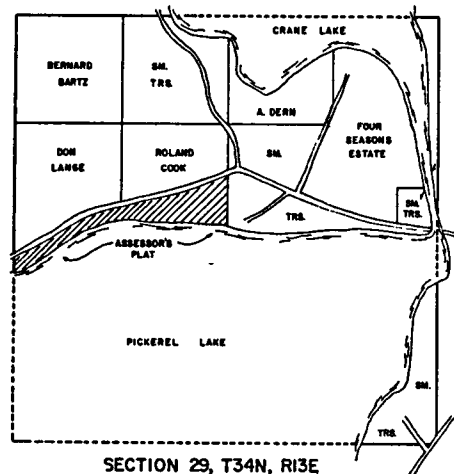 CRANE LAKE
BERNARD
BARTZ
SM.
TRS.
A. DERN
FOUR
SEASONS
ESTATE
DON
LANGE
ROLAND
COOK
SM.
TRS.
SM.
TRS.
ASSESSOR'S
PLAT
PICKEREL LAKE
SM.
TRS.
SECTION 29, T34N, R13E